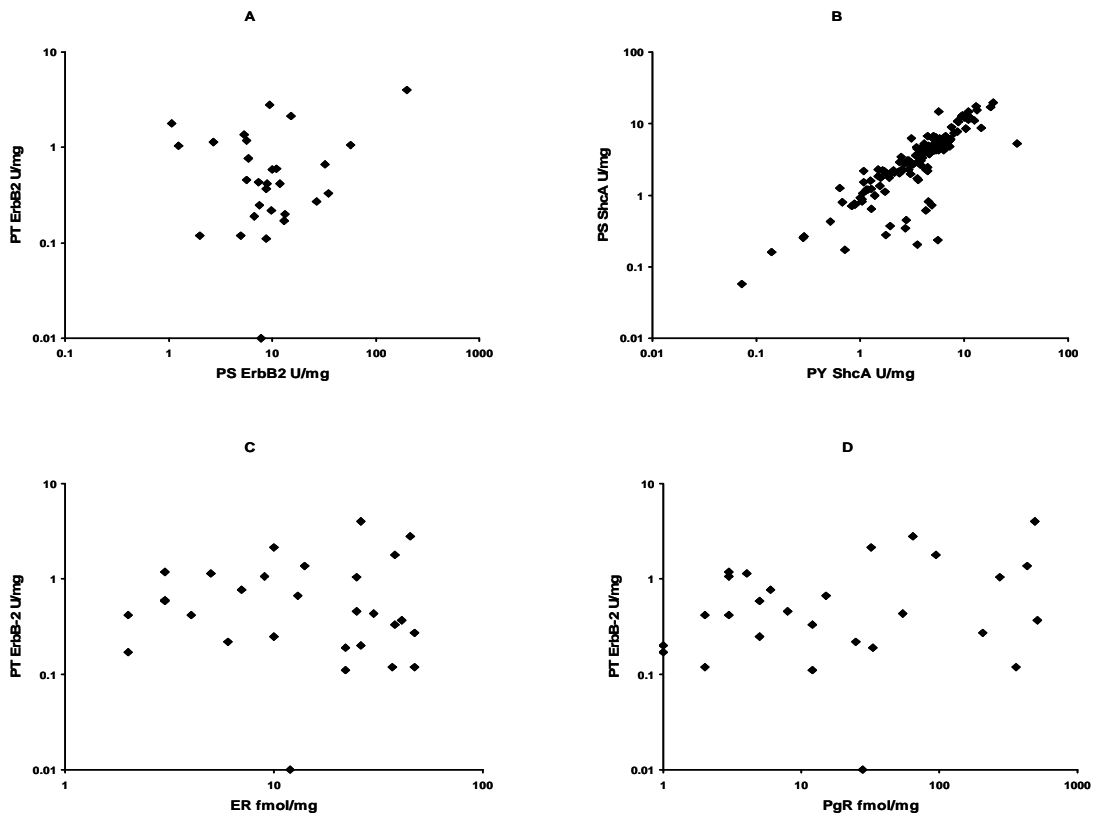 A
10
1
0.1
0.01
PT ErbB2 U/mg
0.1 1 10 100 1000
PS ErbB2 U/mg
B
100
10
1
0.1
0.01
PS ShcA U/mg
0.01 0.1 1 10 100
PY ShcA U/mg
C
10
1
0.1
0.01
PT ErbB-2 U/mg
1 10 100
ER fmol/mg
D
10
1
0.1
0.01
PT ErbB-2 U/mg
1 10 100 1000
PgR fmol/mg